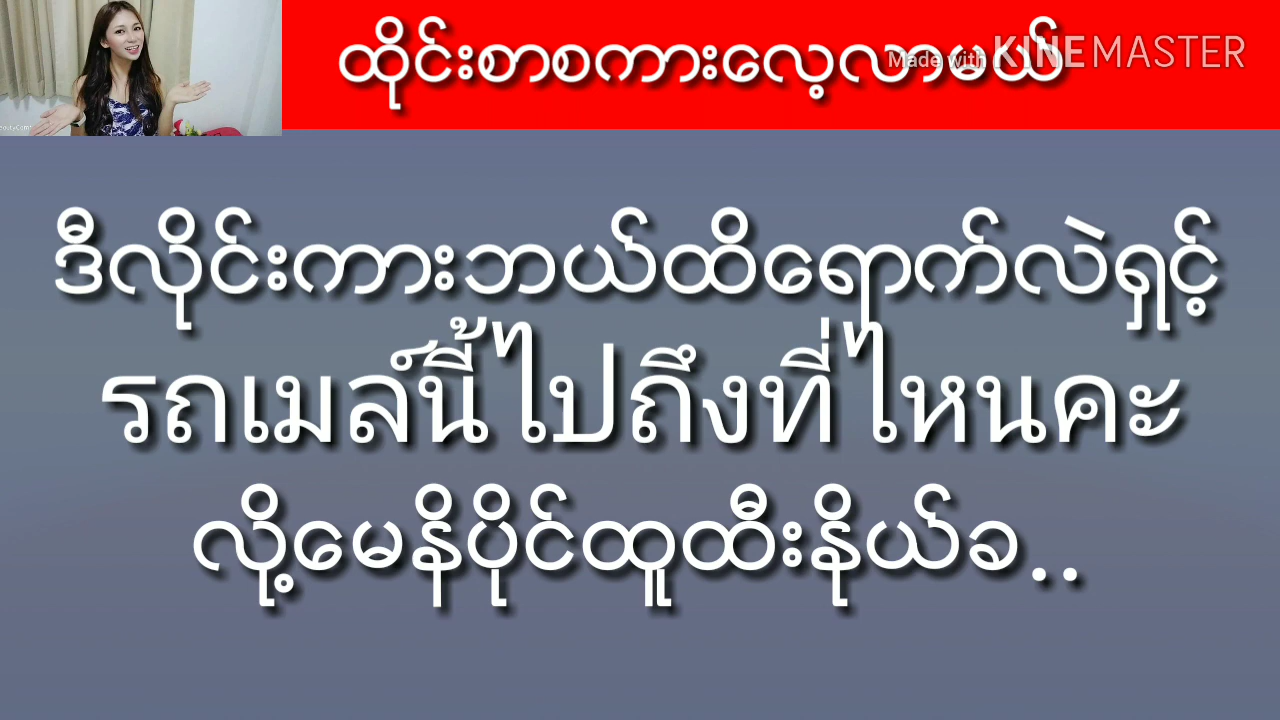 ထိုင်းစာစကားလေ့လာမယ်
Made with KINEMASTER
ဒီလိုင်းကားဘယ်ထိရောက်လဲရှင့်
รถเมล์นี้ไปถึงที่ไหนคะ
လို့မေနိပိုင်ထူထီးနိုယ်ခ..